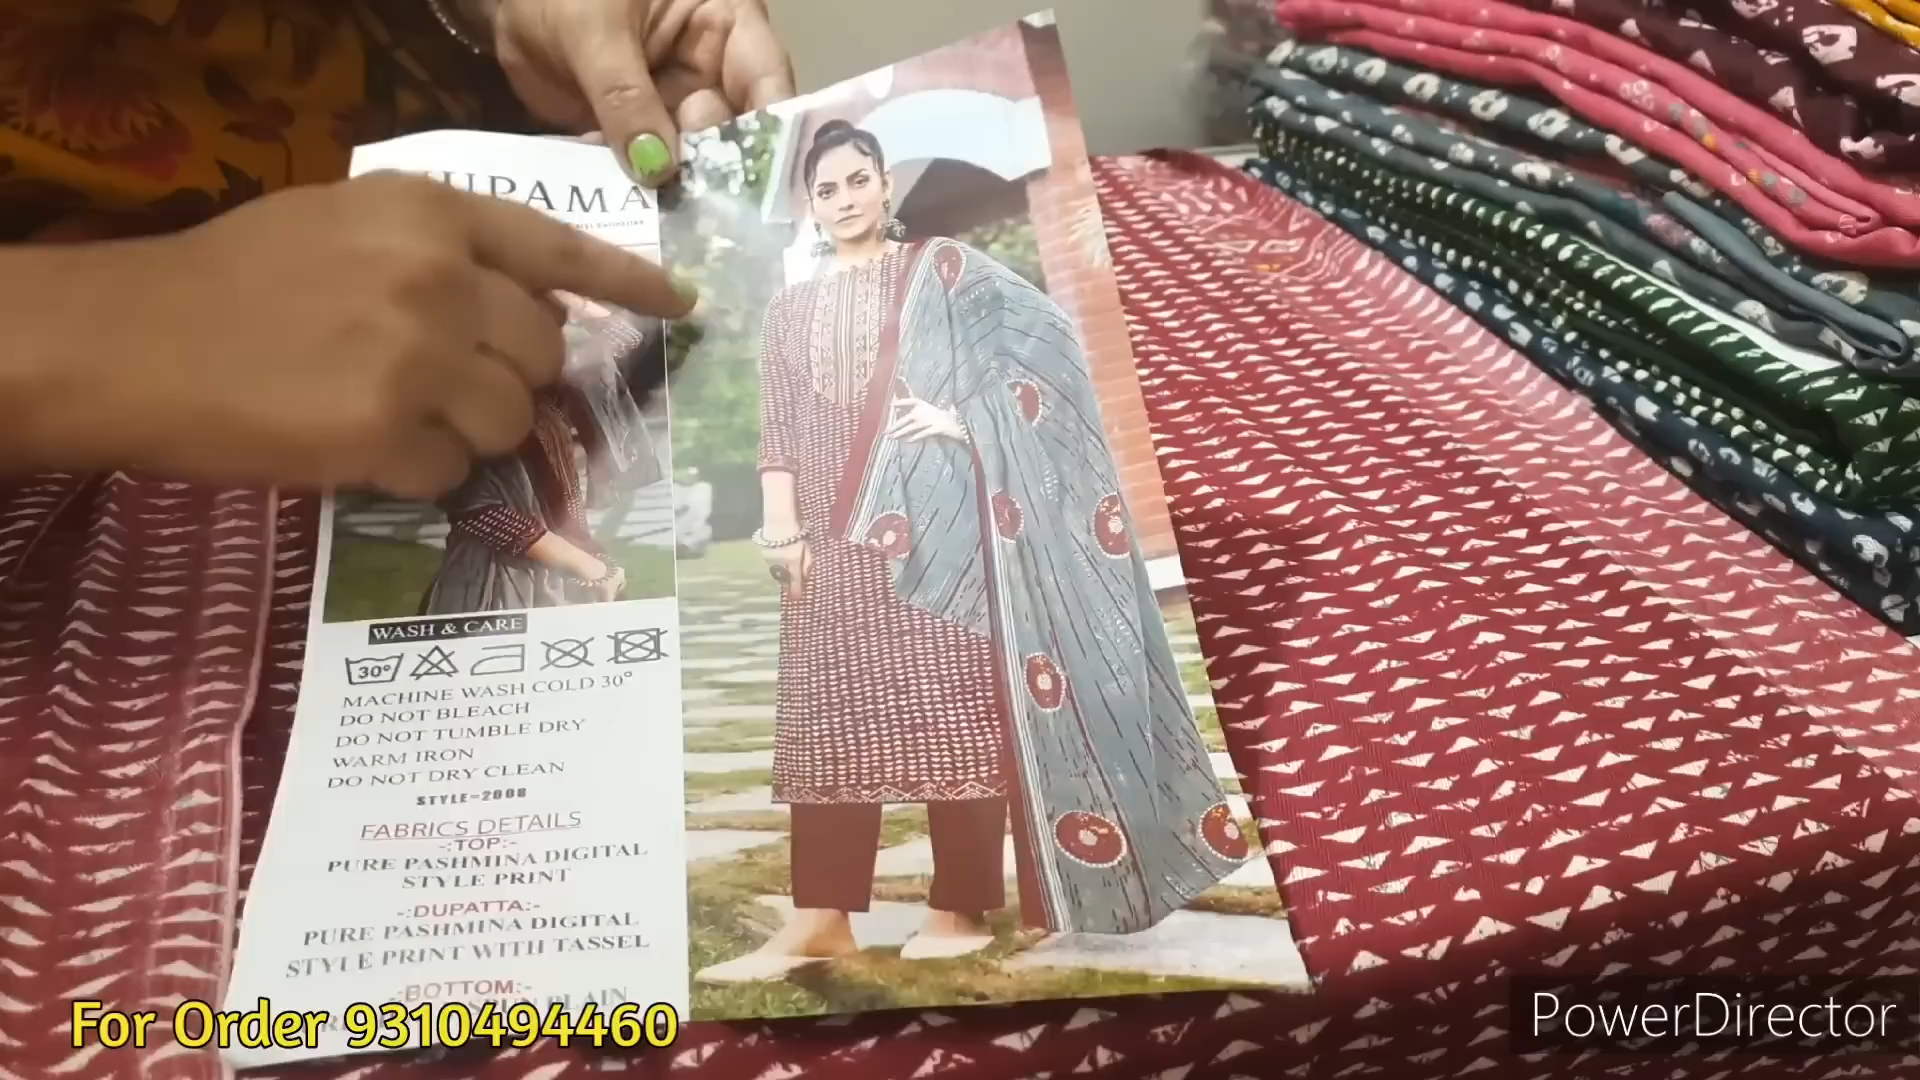 WASH & CARE
30°
MACHINE WASH COLD 30°
DO NOT BLEACH
DO NOT TUMBLE DRY
WARM IRON
DO NOT DRY CLEAN
STYLE=2008
FABRICS DETAILS
-:TOP:-
PURE PASHMINA DIGITAL
STYLE PRINT
-:DUPATTA:-
PURE PASHMINA DIGITAL
STYLE PRINT WITH TASSEL
-:BOTTOM:-
PLAIN
For Order 9310494460
PowerDirector